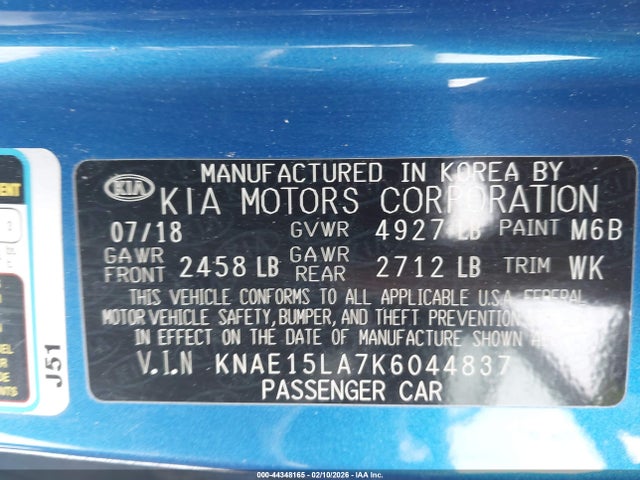 MANUFACTURED IN KOREA BY
KIA KIA MOTORS CORPORATION
07/18 GVWR 4927 LB PAINT M6B
GAWR FRONT 2458 LB GAWR REAR 2712 LB TRIM WK
THIS VEHICLE CONFORMS TO ALL APPLICABLE U.S.A. FEDERAL
MOTOR VEHICLE SAFETY, BUMPER, AND THEFT PREVENTION
IN EFFECT ON THE DATE OF MANUFACTURE SHOWN
V.I.N KNAE15LA7K6044837
PASSENGER CAR
J51
000-44348165 - 02/10/2026 - IAA Inc.